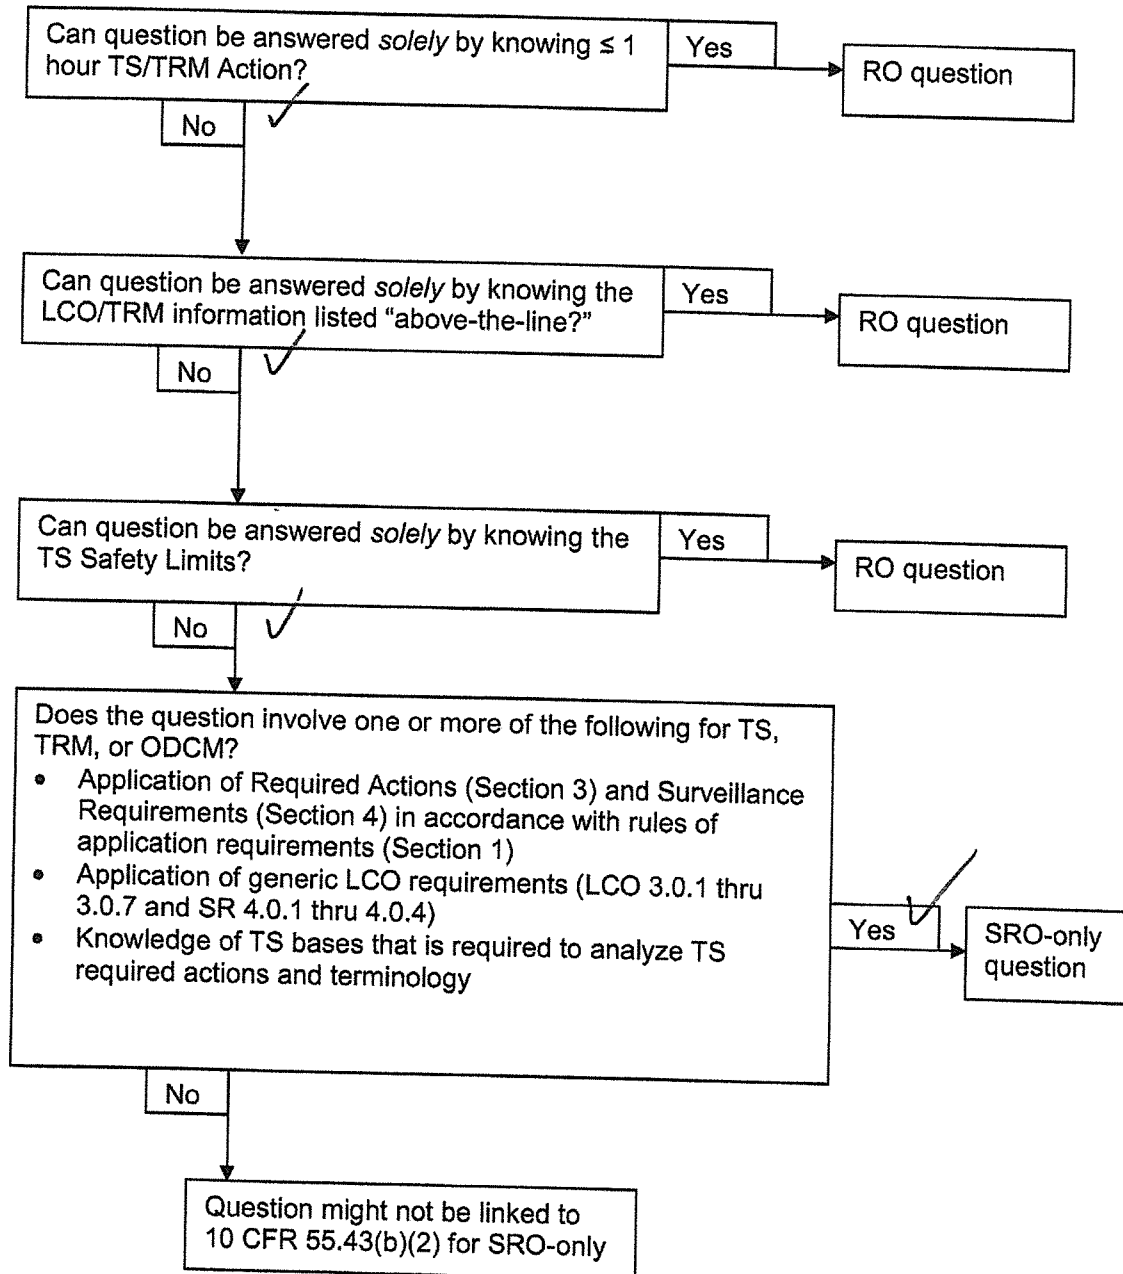 Can question be answered solely by knowing ≤ 1
hour TS/TRM Action?
Yes
RO question
No
Can question be answered solely by knowing the
LCO/TRM information listed “above-the-line?”
Yes
RO question
No
Can question be answered solely by knowing the
TS Safety Limits?
Yes
RO question
No
Does the question involve one or more of the following for TS,
TRM, or ODCM?
• Application of Required Actions (Section 3) and Surveillance
Requirements (Section 4) in accordance with rules of
application requirements (Section 1)
• Application of generic LCO requirements (LCO 3.0.1 thru
3.0.7 and SR 4.0.1 thru 4.0.4)
• Knowledge of TS bases that is required to analyze TS
required actions and terminology
Yes
SRO-only
question
No
Question might not be linked to
10 CFR 55.43(b)(2) for SRO-only